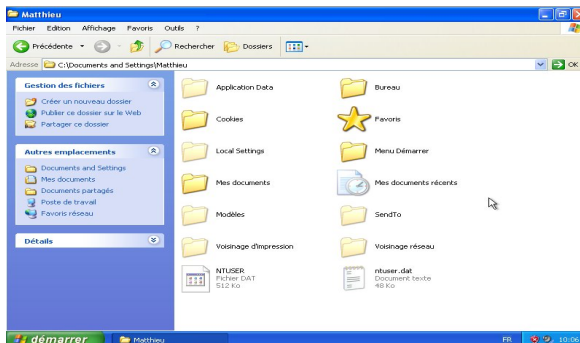 Matthieu
Fichier Edition Affichage Favoris Outils ?
Précédente Rechercher Dossiers
Adresse C:\Documents and Settings\Matthieu OK
Gestion des fichiers
Créer un nouveau dossier
Publier ce dossier sur le Web
Partager ce dossier
Autres emplacements
Documents and Settings
Mes documents
Documents partagés
Poste de travail
Favoris réseau
Détails
Application Data Bureau
Cookies Favoris
Local Settings Menu Démarrer
Mes documents Mes documents récents
Modèles SendTo
Voisinage d'impression Voisinage réseau
NTUSER ntuser.dat
Fichier DAT Document texte
512 Ko 48 Ko
démarrer Matthieu FR 10:06